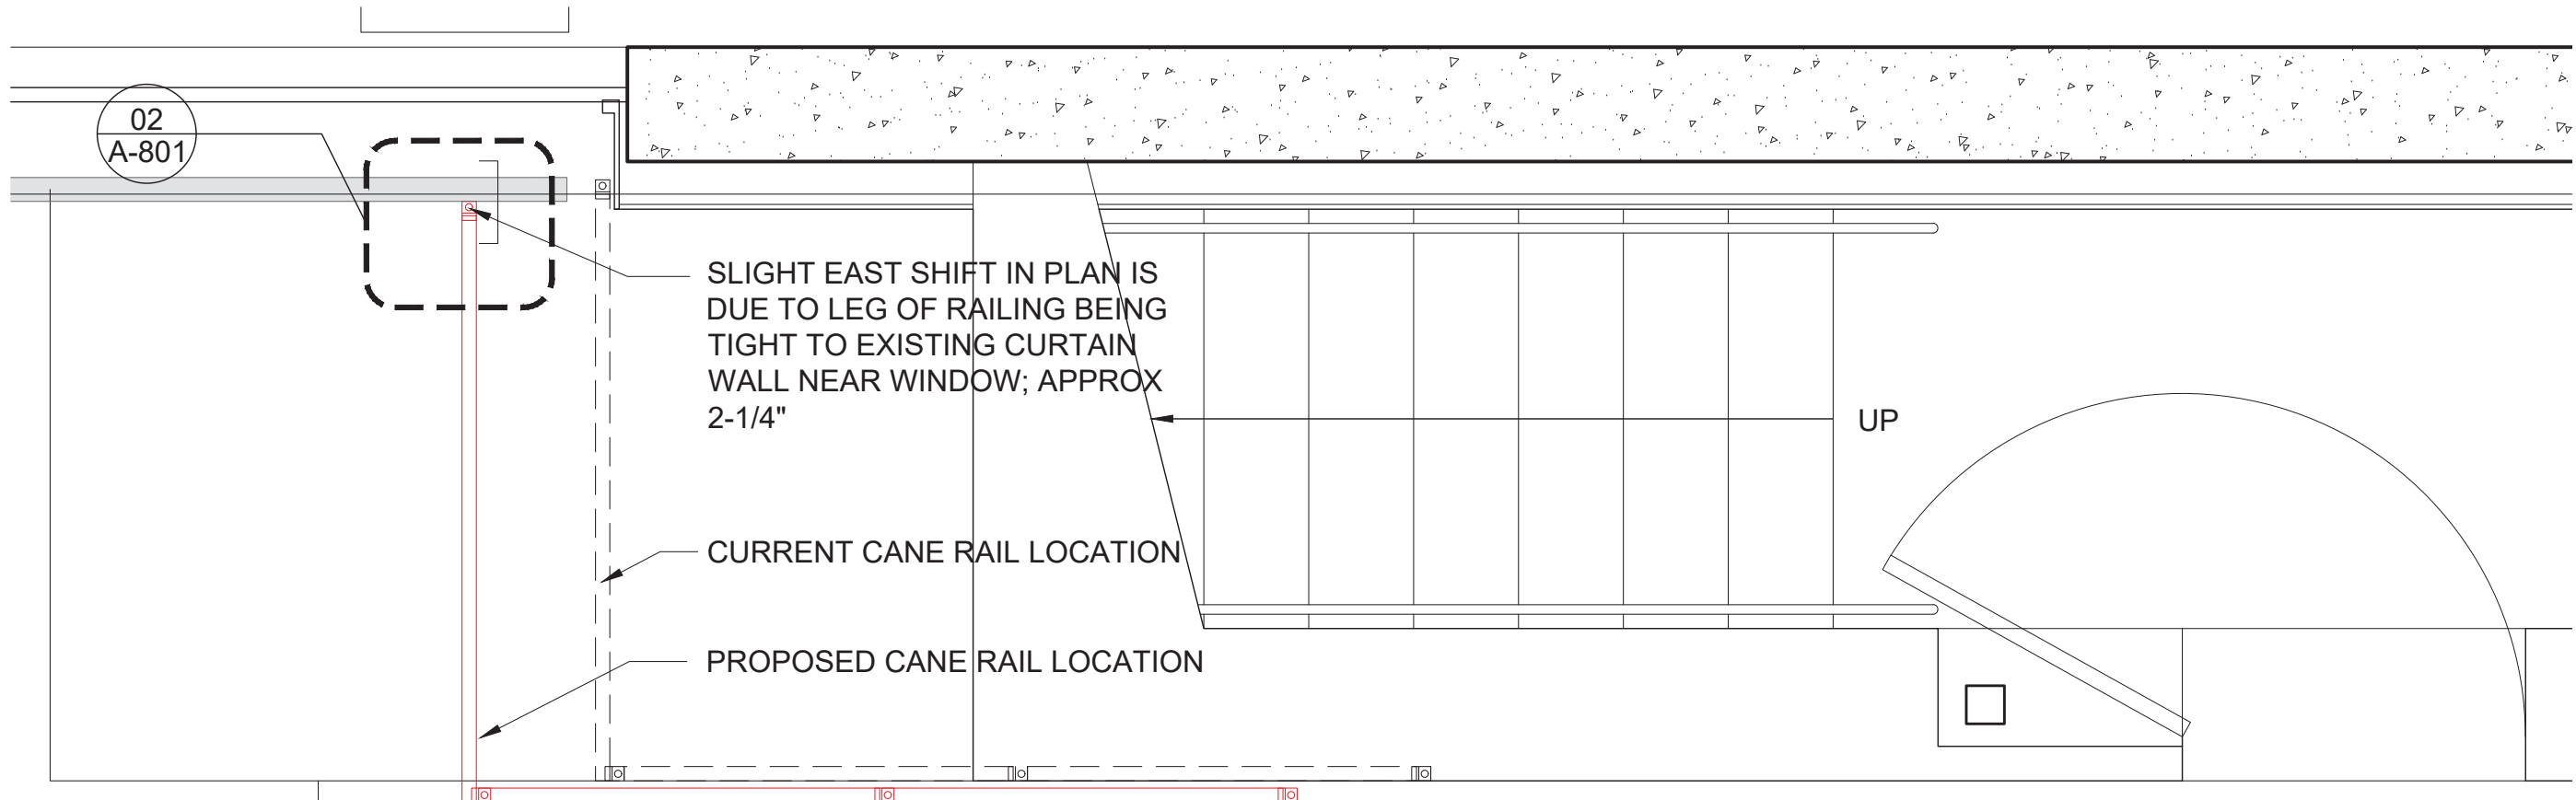 02
A-801
SLIGHT EAST SHIFT IN PLAN IS
DUE TO LEG OF RAILING BEING
TIGHT TO EXISTING CURTAIN
WALL NEAR WINDOW; APPROX
2-1/4"
UP
CURRENT CANE RAIL LOCATION
PROPOSED CANE RAIL LOCATION